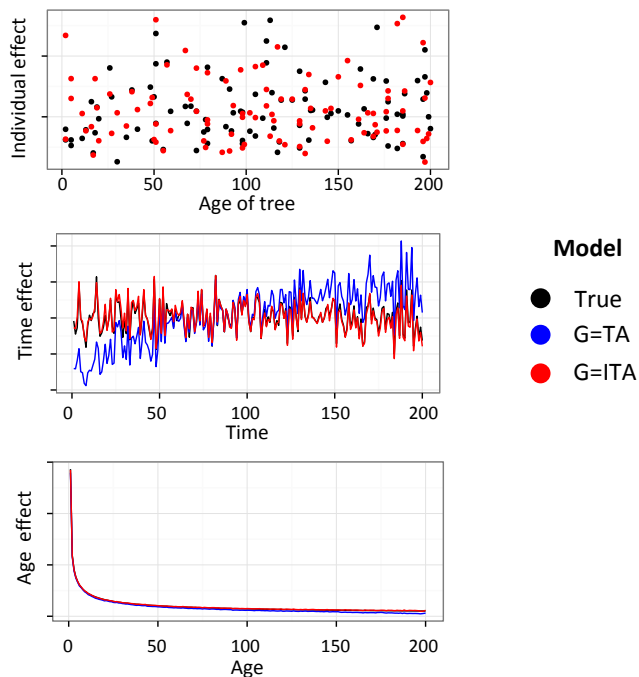 Individual effect
0 50 100 150 200
Age of tree
Time effect
0 50 100 150 200
Time
Age effect
0 50 100 150 200
Age
Model
True
G=TA
G=ITA